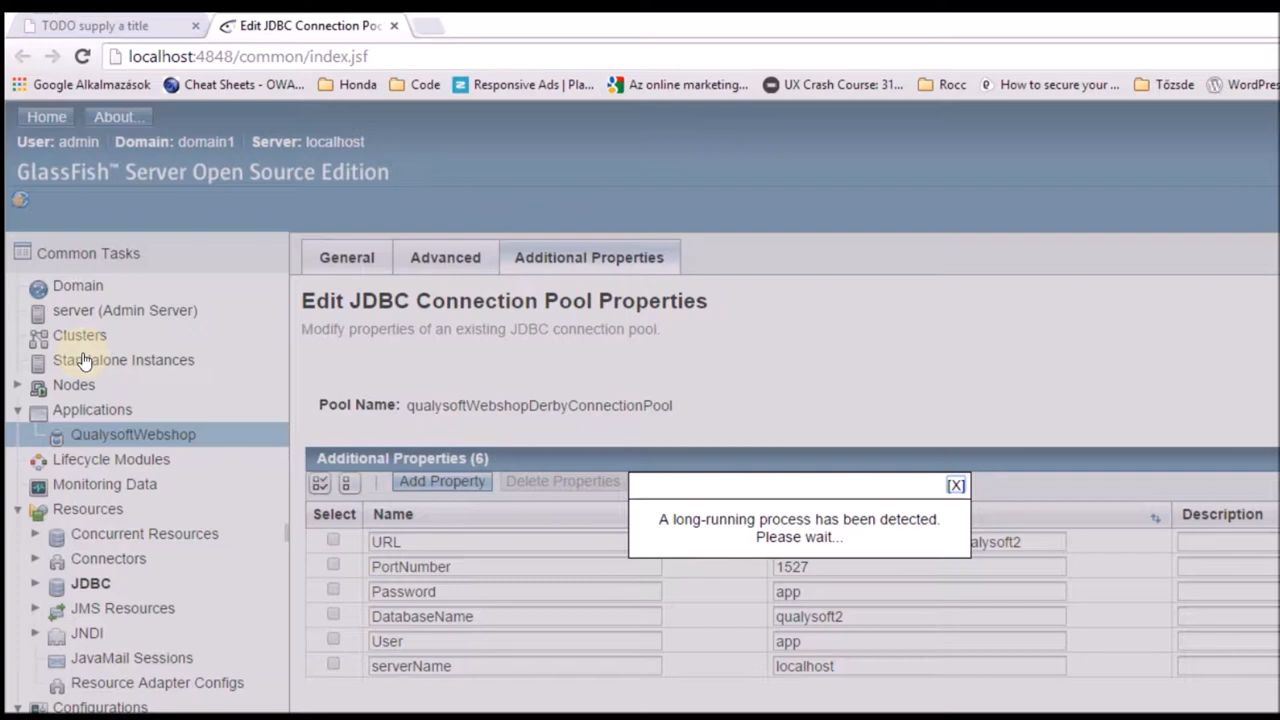 TODO supply a title
Edit JDBC Connection Poo
localhost:4848/common/index.jsf
Google Alkalmazások Cheat Sheets - OWA... Honda Code Responsive Ads | Pla... Az online marketing... UX Crash Course: 31... Rocc How to secure your ... Tőzsde WordPres
Home About...
User: admin Domain: domain1 Server: localhost
GlassFish™ Server Open Source Edition
Common Tasks
Domain
server (Admin Server)
Clusters
Standalone Instances
Nodes
Applications
QualysoftWebshop
Lifecycle Modules
Monitoring Data
Resources
Concurrent Resources
Connectors
JDBC
JMS Resources
JNDI
JavaMail Sessions
Resource Adapter Configs
Configurations
General Advanced Additional Properties
Edit JDBC Connection Pool Properties
Modify properties of an existing JDBC connection pool.
Pool Name: qualysoftWebshopDerbyConnectionPool
Additional Properties (6)
Add Property Delete Properties
[X]
A long-running process has been detected.
Please wait...
Select Name Description
URL alysoft2
PortNumber 1527
Password app
DatabaseName qualysoft2
User app
serverName localhost